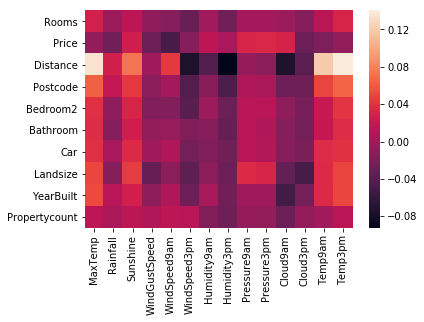 Rooms
Price
Distance
Postcode
Bedroom2
Bathroom
Car
Landsize
YearBuilt
Propertycount
MaxTemp
Rainfall
Sunshine
WindGustSpeed
WindSpeed9am
WindSpeed3pm
Humidity9am
Humidity3pm
Pressure9am
Pressure3pm
Cloud9am
Cloud3pm
Temp9am
Temp3pm
0.12
0.08
0.04
0.00
−0.04
−0.08